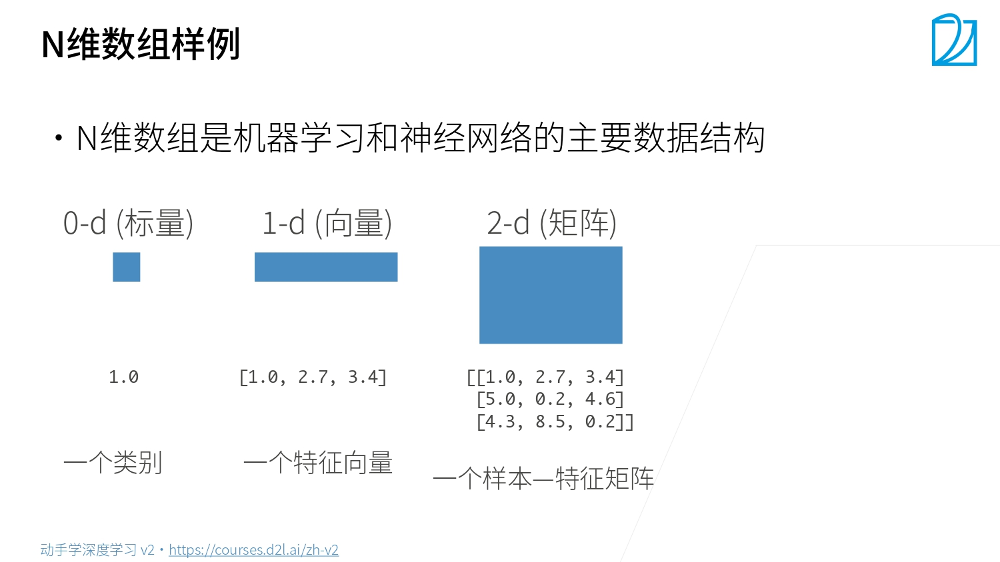 N维数组样例
• N维数组是机器学习和神经网络的主要数据结构
0-d (标量)
1-d (向量)
2-d (矩阵)
1.0
[1.0, 2.7, 3.4]
[[1.0, 2.7, 3.4]
[5.0, 0.2, 4.6]
[4.3, 8.5, 0.2]]
一个类别
一个特征向量
一个样本—特征矩阵
动手学深度学习 v2 • https://courses.d2l.ai/zh-v2